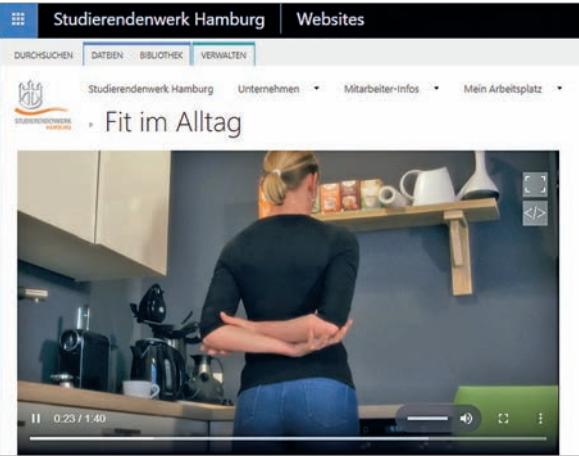 Studierendenwerk Hamburg Websites
DURCHSUCHEN DATEIEN BIBLIOTHEK VERWALTEN
Studierendenwerk Hamburg Unternehmen Mitarbeiter-Infos Mein Arbeitsplatz
STUDIERENDENWERK
HAMBURG
Fit im Alltag
</>
0:23 / 1:40